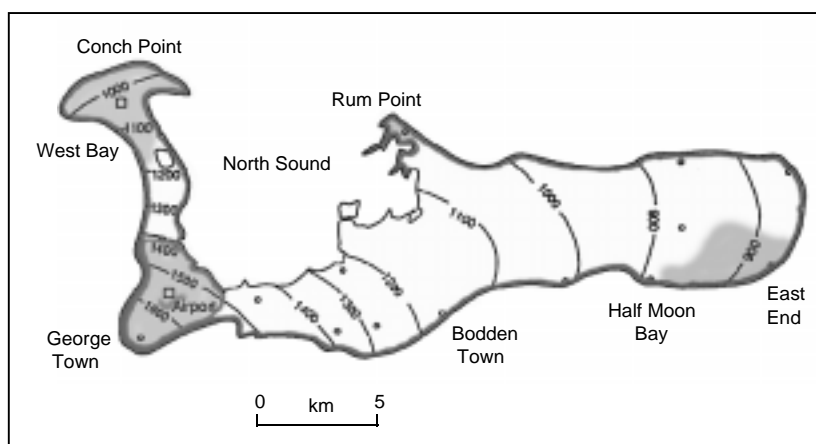 Conch Point
1000
Rum Point
1100
West Bay
North Sound
1200
1300
1000
1100
1400
1500
1200
900
900
1600
Airport
1400
1300
George
Town
Bodden
Town
Half Moon
Bay
East
End
0 km 5